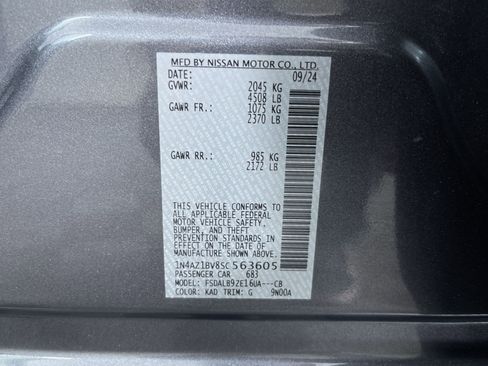 MFD BY NISSAN MOTOR CO., LTD.
DATE: 09/24
GVWR: 2045 KG
4508 LB
GAWR FR.: 1075 KG
2370 LB
GAWR RR.: 985 KG
2172 LB
THIS VEHICLE CONFORMS TO
ALL APPLICABLE FEDERAL
MOTOR VEHICLE SAFETY,
BUMPER, AND THEFT
PREVENTION STANDARDS
IN EFFECT ON THE DATE OF
MANUFACTURE SHOWN ABOVE.
1N4AZ1BV8SC563605
PASSENGER CAR 683
MODEL: FSDALB9ZE16UA---CB
COLOR: KAD TRIM: G 9N00A